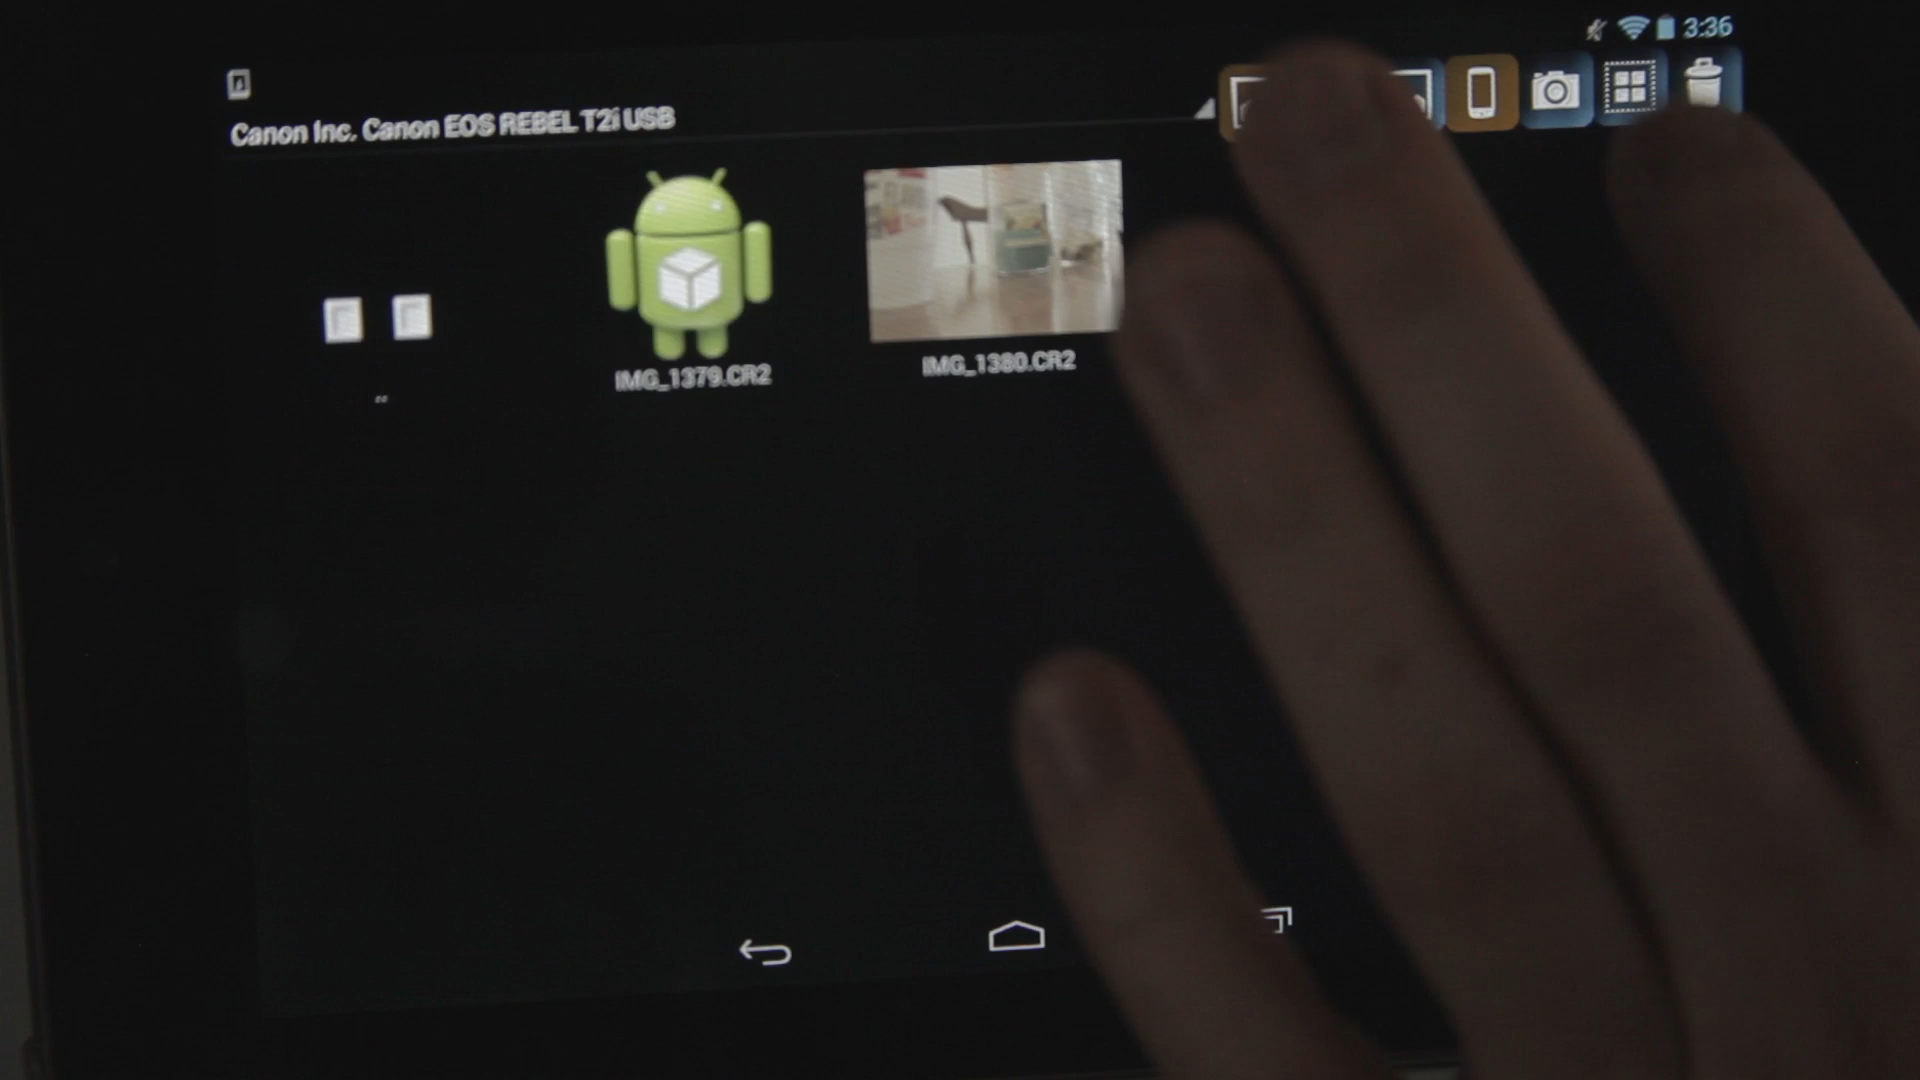 3:36
Canon Inc. Canon EOS REBEL T2i USB
..
IMG_1379.CR2
IMG_1380.CR2